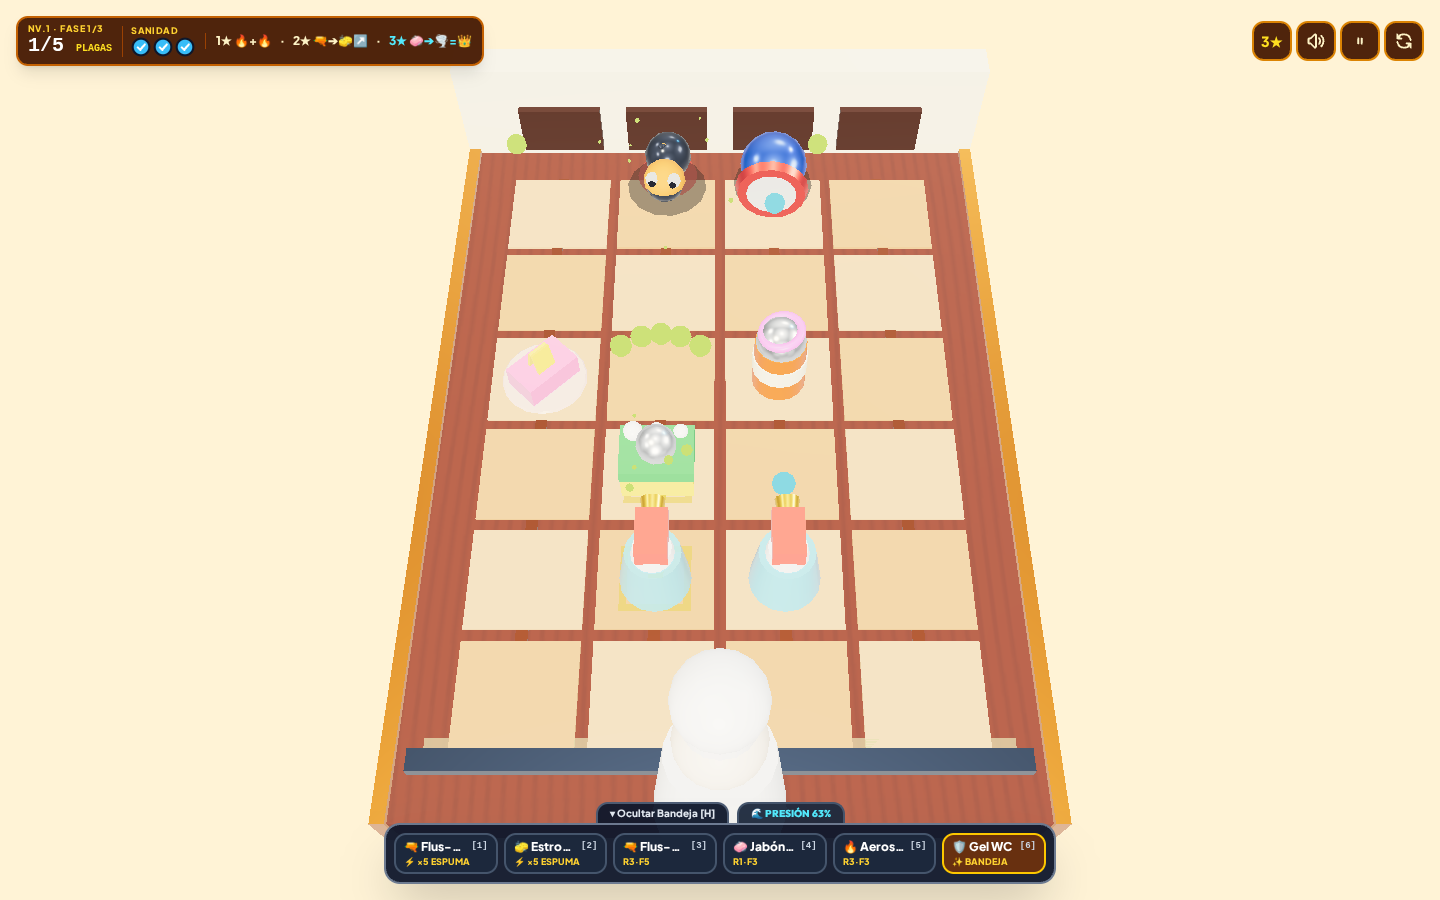 NV.1 · FASE1/3
1/5 PLAGAS
SANIDAD
1★ + · 2★ → · 3★ → =
3★
▾ Ocultar Bandeja [H]
PRESIÓN 63%
Flus-… [1]
⚡ ×5 ESPUMA
Estro… [2]
⚡ ×5 ESPUMA
Flus-… [3]
R3·F5
Jabón… [4]
R1·F3
Aeros… [5]
R3·F3
Gel WC [6]
✨ BANDEJA